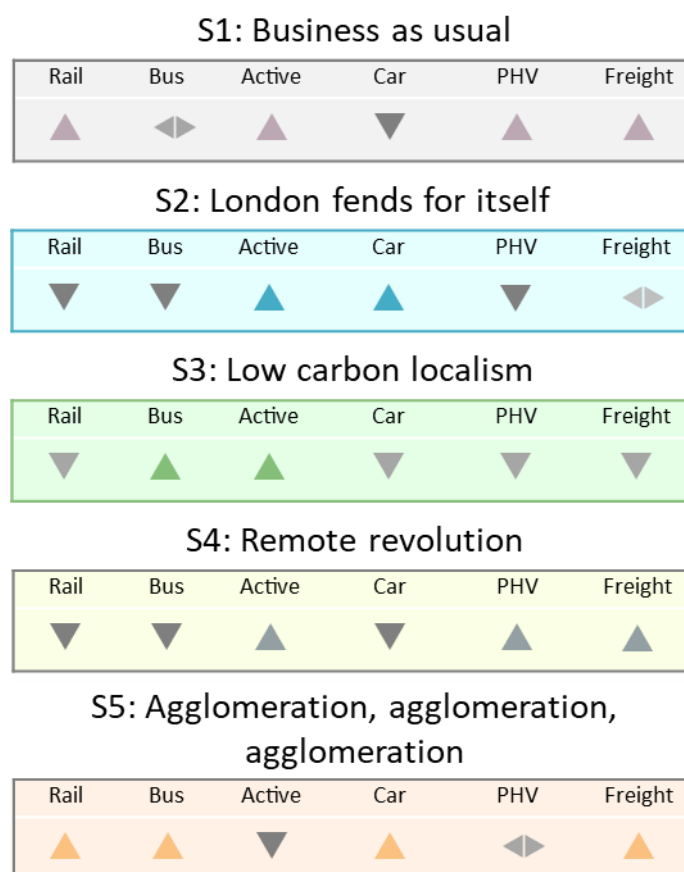 S1: Business as usual
Rail Bus Active Car PHV Freight
S2: London fends for itself
Rail Bus Active Car PHV Freight
S3: Low carbon localism
Rail Bus Active Car PHV Freight
S4: Remote revolution
Rail Bus Active Car PHV Freight
S5: Agglomeration, agglomeration,
agglomeration
Rail Bus Active Car PHV Freight